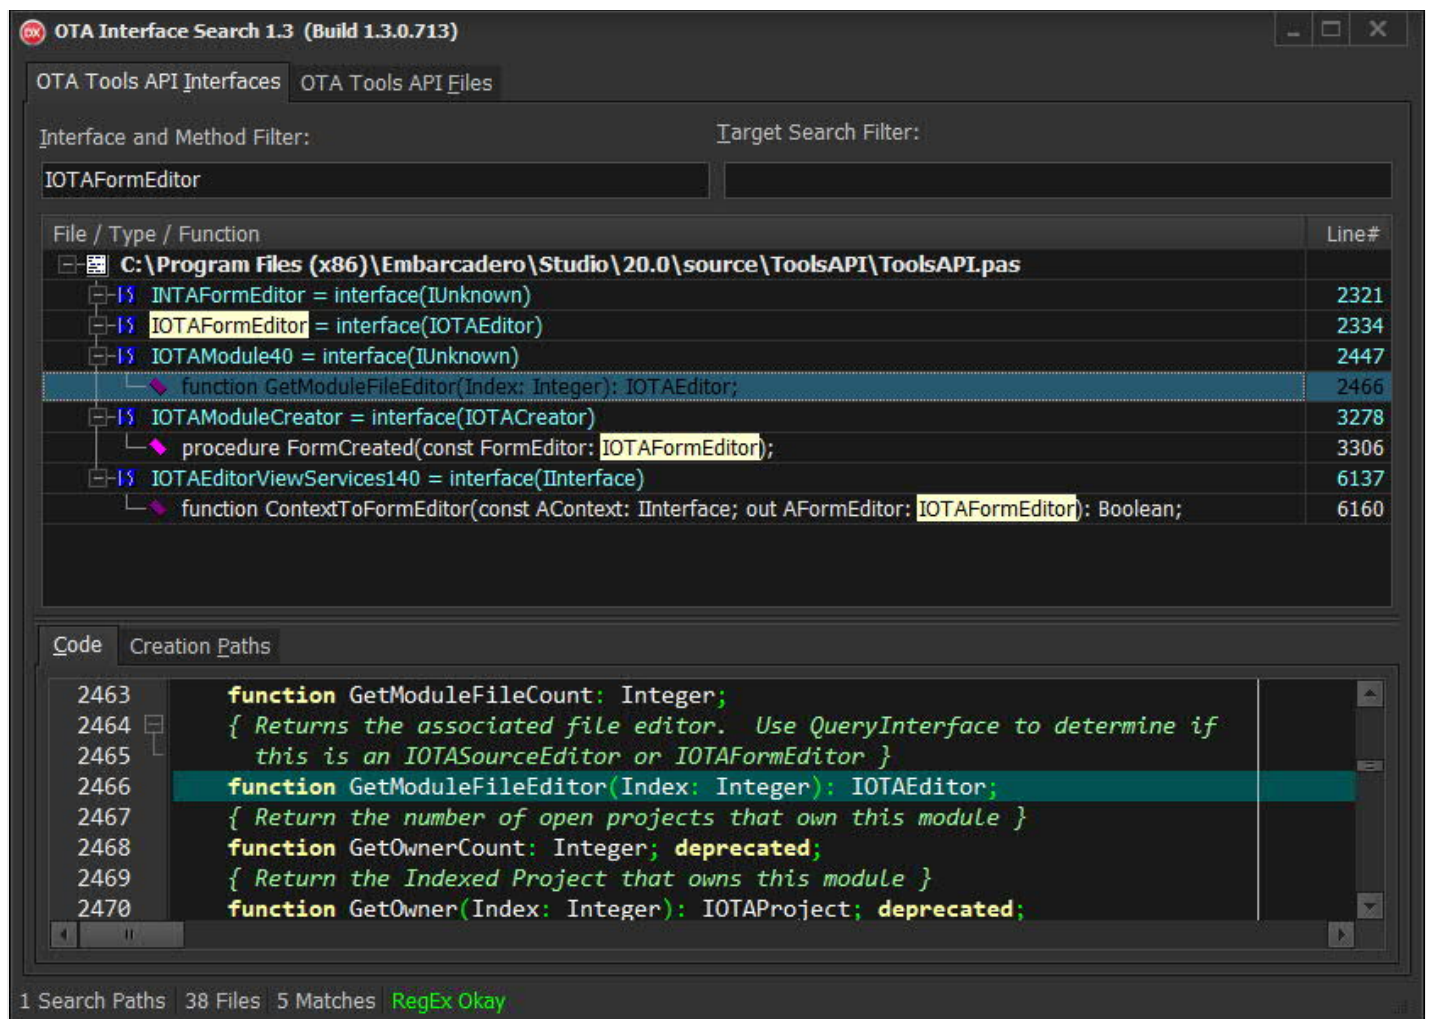 OTA Interface Search 1.3 (Build 1.3.0.713)
OTA Tools API Interfaces OTA Tools API Files
Interface and Method Filter: Target Search Filter:
IOTAFormEditor
File / Type / Function Line#
C:\Program Files (x86)\Embarcadero\Studio\20.0\source\ToolsAPI\ToolsAPI.pas
INTAFormEditor = interface(IUnknown) 2321
IOTAFormEditor = interface(IOTAEditor) 2334
IOTAModule40 = interface(IUnknown) 2447
function GetModuleFileEditor(Index: Integer): IOTAEditor; 2466
IOTAModuleCreator = interface(IOTACreator) 3278
procedure FormCreated(const FormEditor: IOTAFormEditor); 3306
IOTAEditorViewServices140 = interface(IInterface) 6137
function ContextToFormEditor(const AContext: IInterface; out AFormEditor: IOTAFormEditor): Boolean; 6160
Code Creation Paths
2463 function GetModuleFileCount: Integer;
2464 { Returns the associated file editor. Use QueryInterface to determine if
2465 this is an IOTASourceEditor or IOTAFormEditor }
2466 function GetModuleFileEditor(Index: Integer): IOTAEditor;
2467 { Return the number of open projects that own this module }
2468 function GetOwnerCount: Integer; deprecated;
2469 { Return the Indexed Project that owns this module }
2470 function GetOwner(Index: Integer): IOTAProject; deprecated;
1 Search Paths 38 Files 5 Matches RegEx Okay